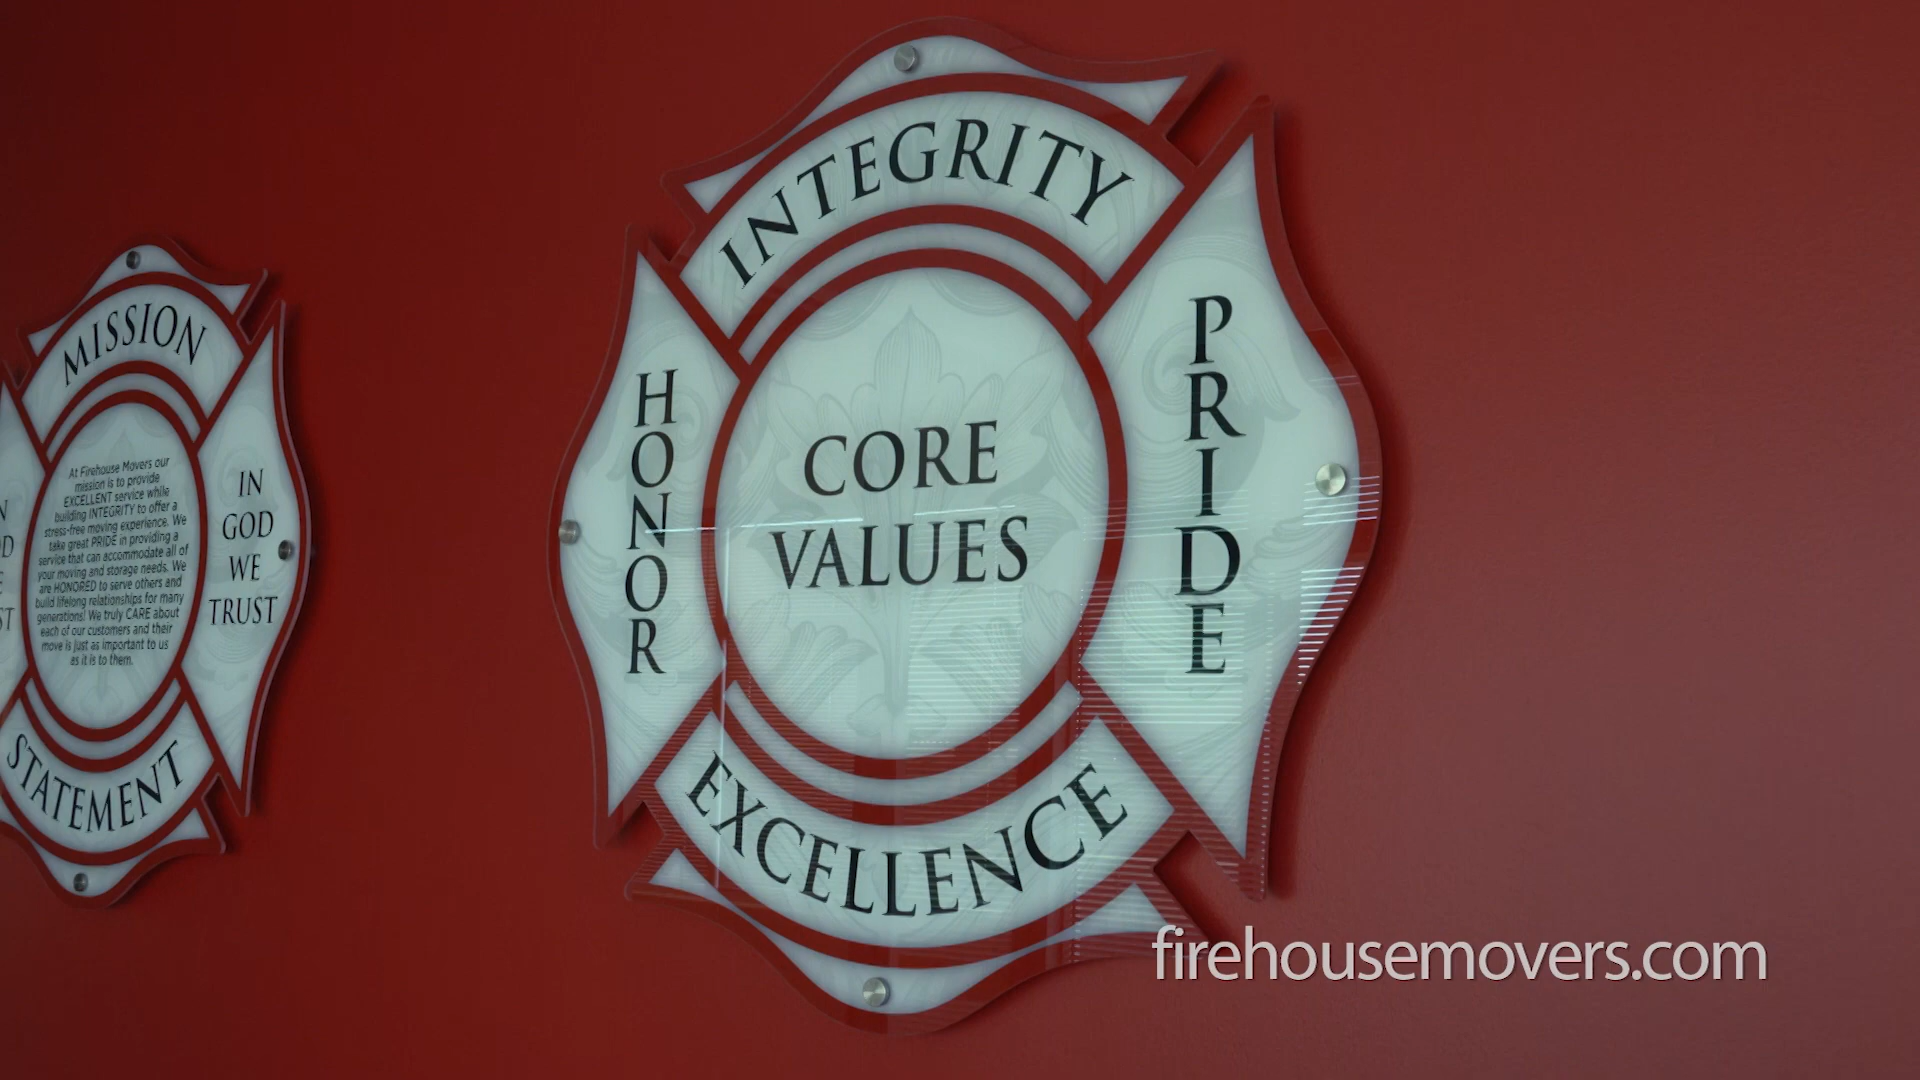 MISSION
At Firehouse Movers our
mission is to provide
EXCELLENT service while
building INTEGRITY to offer a
stress-free moving experience. We
take great PRIDE in providing a
service that can accommodate all of
your moving and storage needs. We
are HONORED to serve others and
build lifelong relationships for many
generations! We truly CARE about
each of our customers and their
move is just as important to us
as it is to them.
IN
GOD
WE
TRUST
STATEMENT
INTEGRITY
HONOR
CORE
VALUES
PRIDE
EXCELLENCE
firehousemovers.com